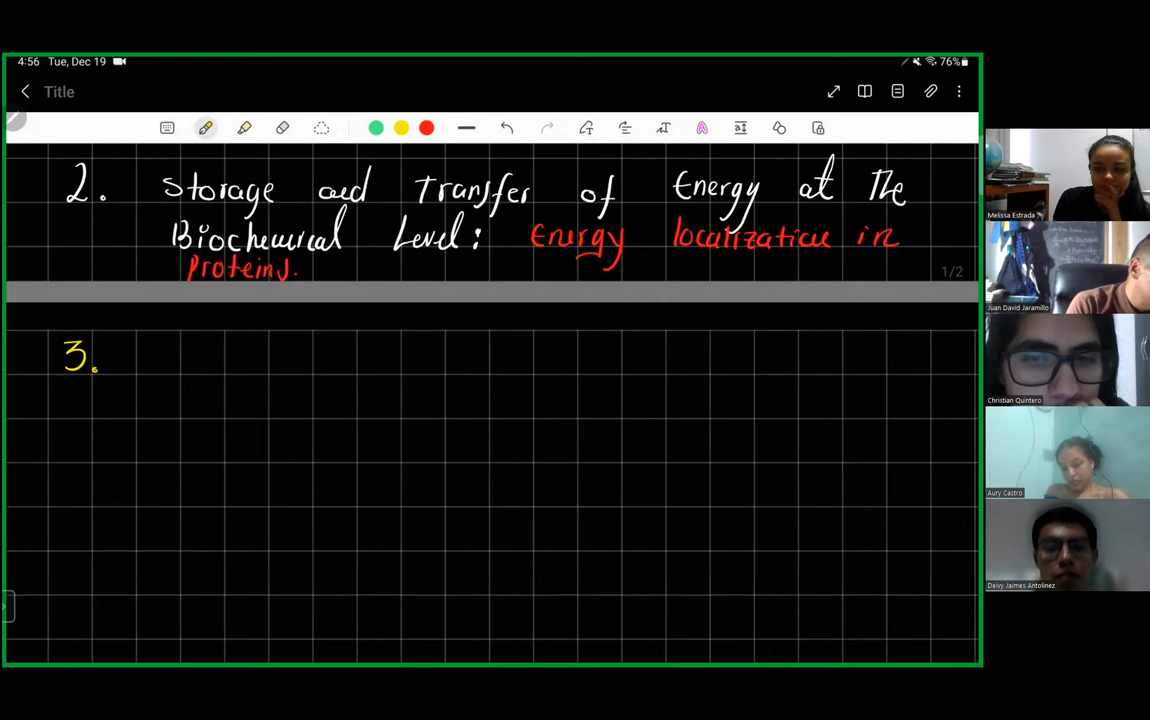 4:56 Tue, Dec 19
76%
Title
2. Storage and Transfer of Energy at The
Biochemical Level: Energy localization in
proteins.
1/2
3.
Melissa Estrada
Juan David Jaramillo
Christian Quintero
Aury Castro
Deivy Jaimes Antolinez